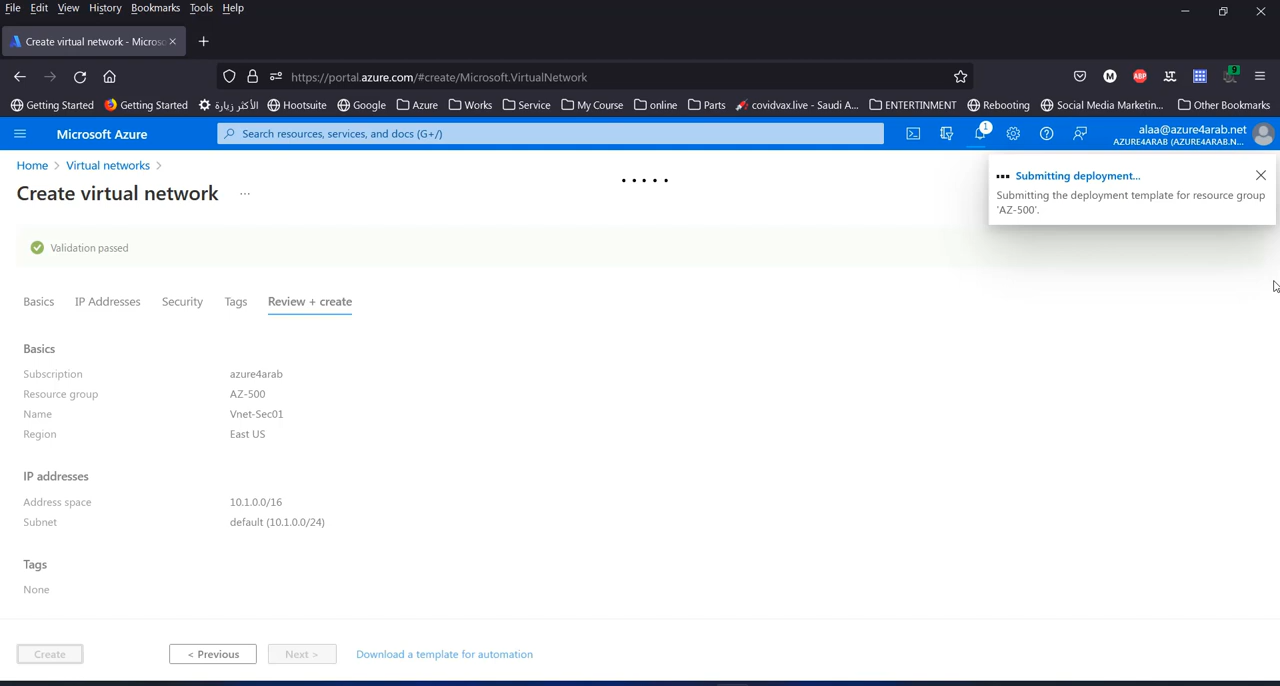 File Edit View History Bookmarks Tools Help
Create virtual network - Microso
https://portal.azure.com/#create/Microsoft.VirtualNetwork
M ABP LT 9
Getting Started Getting Started الأكثر زيارة Hootsuite Google Azure Works Service My Course online Parts covidvax.live - Saudi A... ENTERTINMENT Rebooting Social Media Marketin... Other Bookmarks
Microsoft Azure
Search resources, services, and docs (G+/)
1
alaa@azure4arab.net
AZURE4ARAB (AZURE4ARAB.N...
Home > Virtual networks >
Create virtual network ...
Submitting deployment...
Submitting the deployment template for resource group
'AZ-500'.
Validation passed
Basics IP Addresses Security Tags Review + create
Basics
Subscription azure4arab
Resource group AZ-500
Name Vnet-Sec01
Region East US
IP addresses
Address space 10.1.0.0/16
Subnet default (10.1.0.0/24)
Tags
None
Create < Previous Next > Download a template for automation